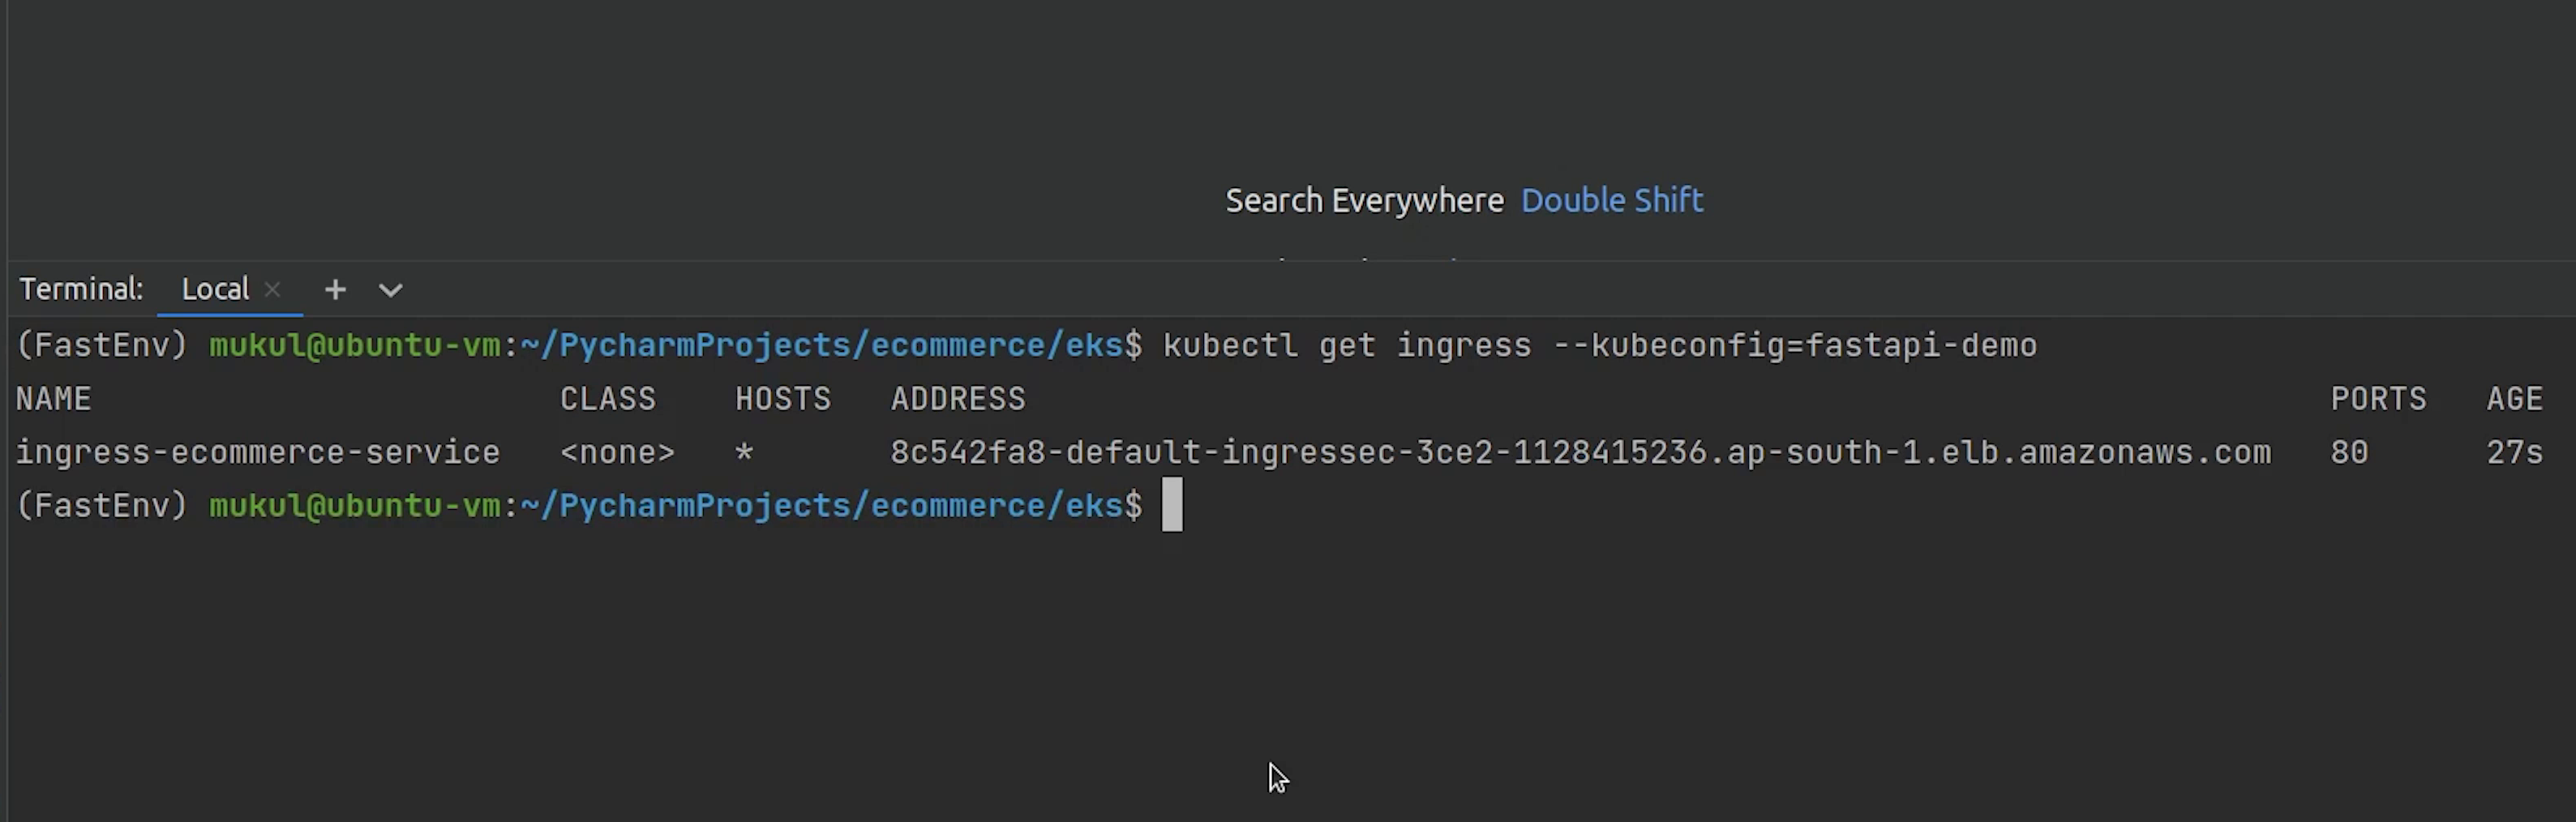 Search Everywhere Double Shift
Terminal: Local × + 
(FastEnv) mukul@ubuntu-vm:~/PycharmProjects/ecommerce/eks$ kubectl get ingress --kubeconfig=fastapi-demo
NAME CLASS HOSTS ADDRESS PORTS AGE
ingress-ecommerce-service <none> * 8c542fa8-default-ingressec-3ce2-1128415236.ap-south-1.elb.amazonaws.com 80 27s
(FastEnv) mukul@ubuntu-vm:~/PycharmProjects/ecommerce/eks$